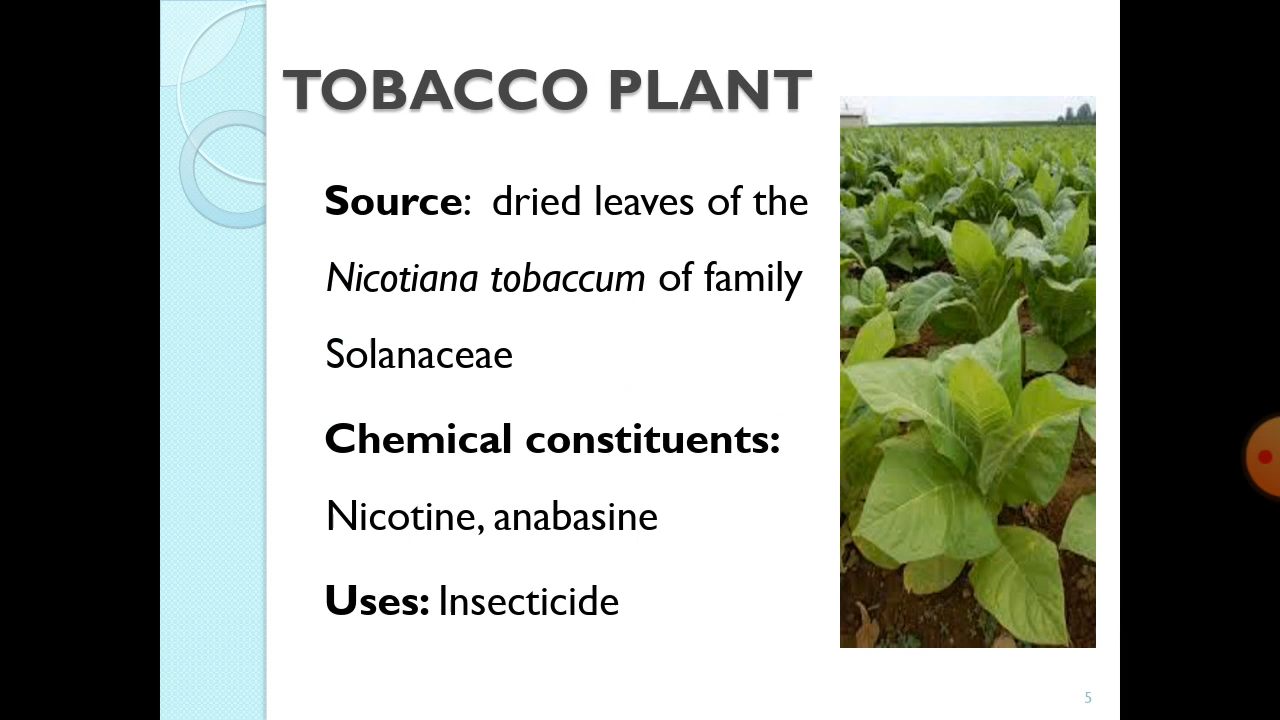 TOBACCO PLANT
Source:  dried leaves of the
Nicotiana tobaccum of family
Solanaceae
Chemical constituents:
Nicotine, anabasine
Uses: Insecticide
5